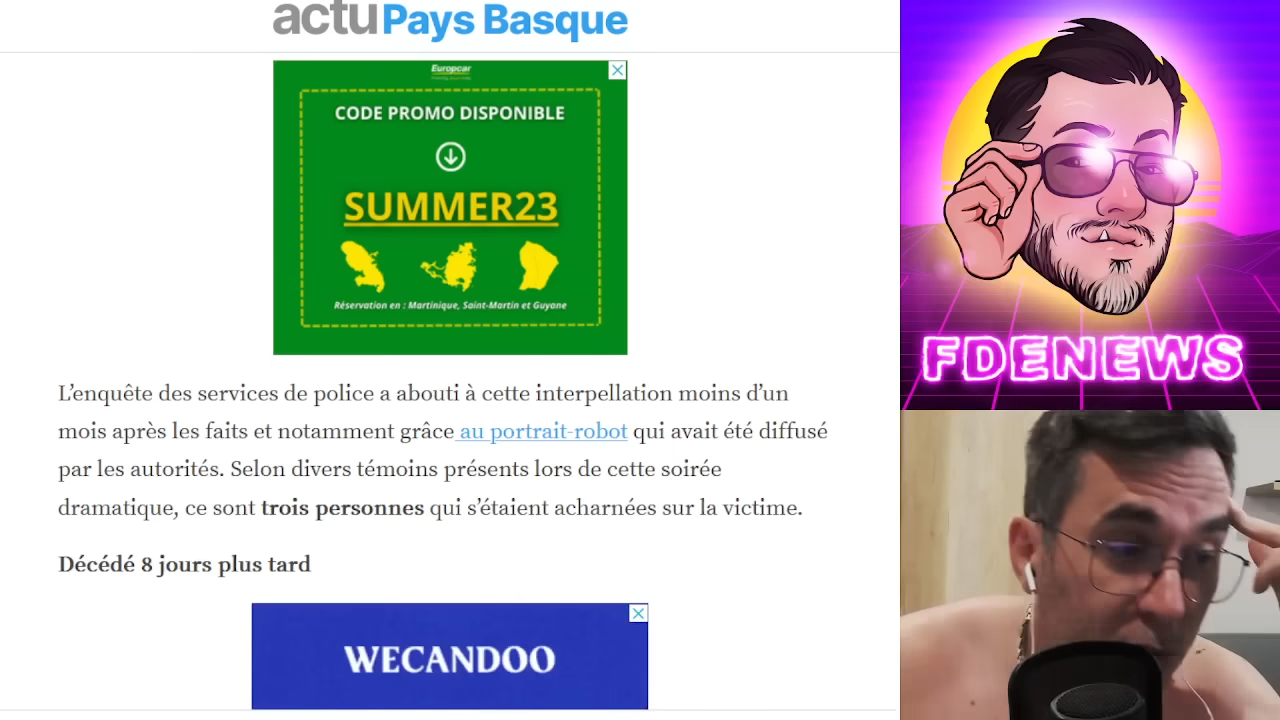 actu Pays Basque
Europcar
CODE PROMO DISPONIBLE
SUMMER23
Réservation en : Martinique, Saint-Martin et Guyane
L’enquête des services de police a abouti à cette interpellation moins d’un
mois après les faits et notamment grâce au portrait-robot qui avait été diffusé
par les autorités. Selon divers témoins présents lors de cette soirée
dramatique, ce sont trois personnes qui s’étaient acharnées sur la victime.
Décédé 8 jours plus tard
WECANDOO
FDENEWS